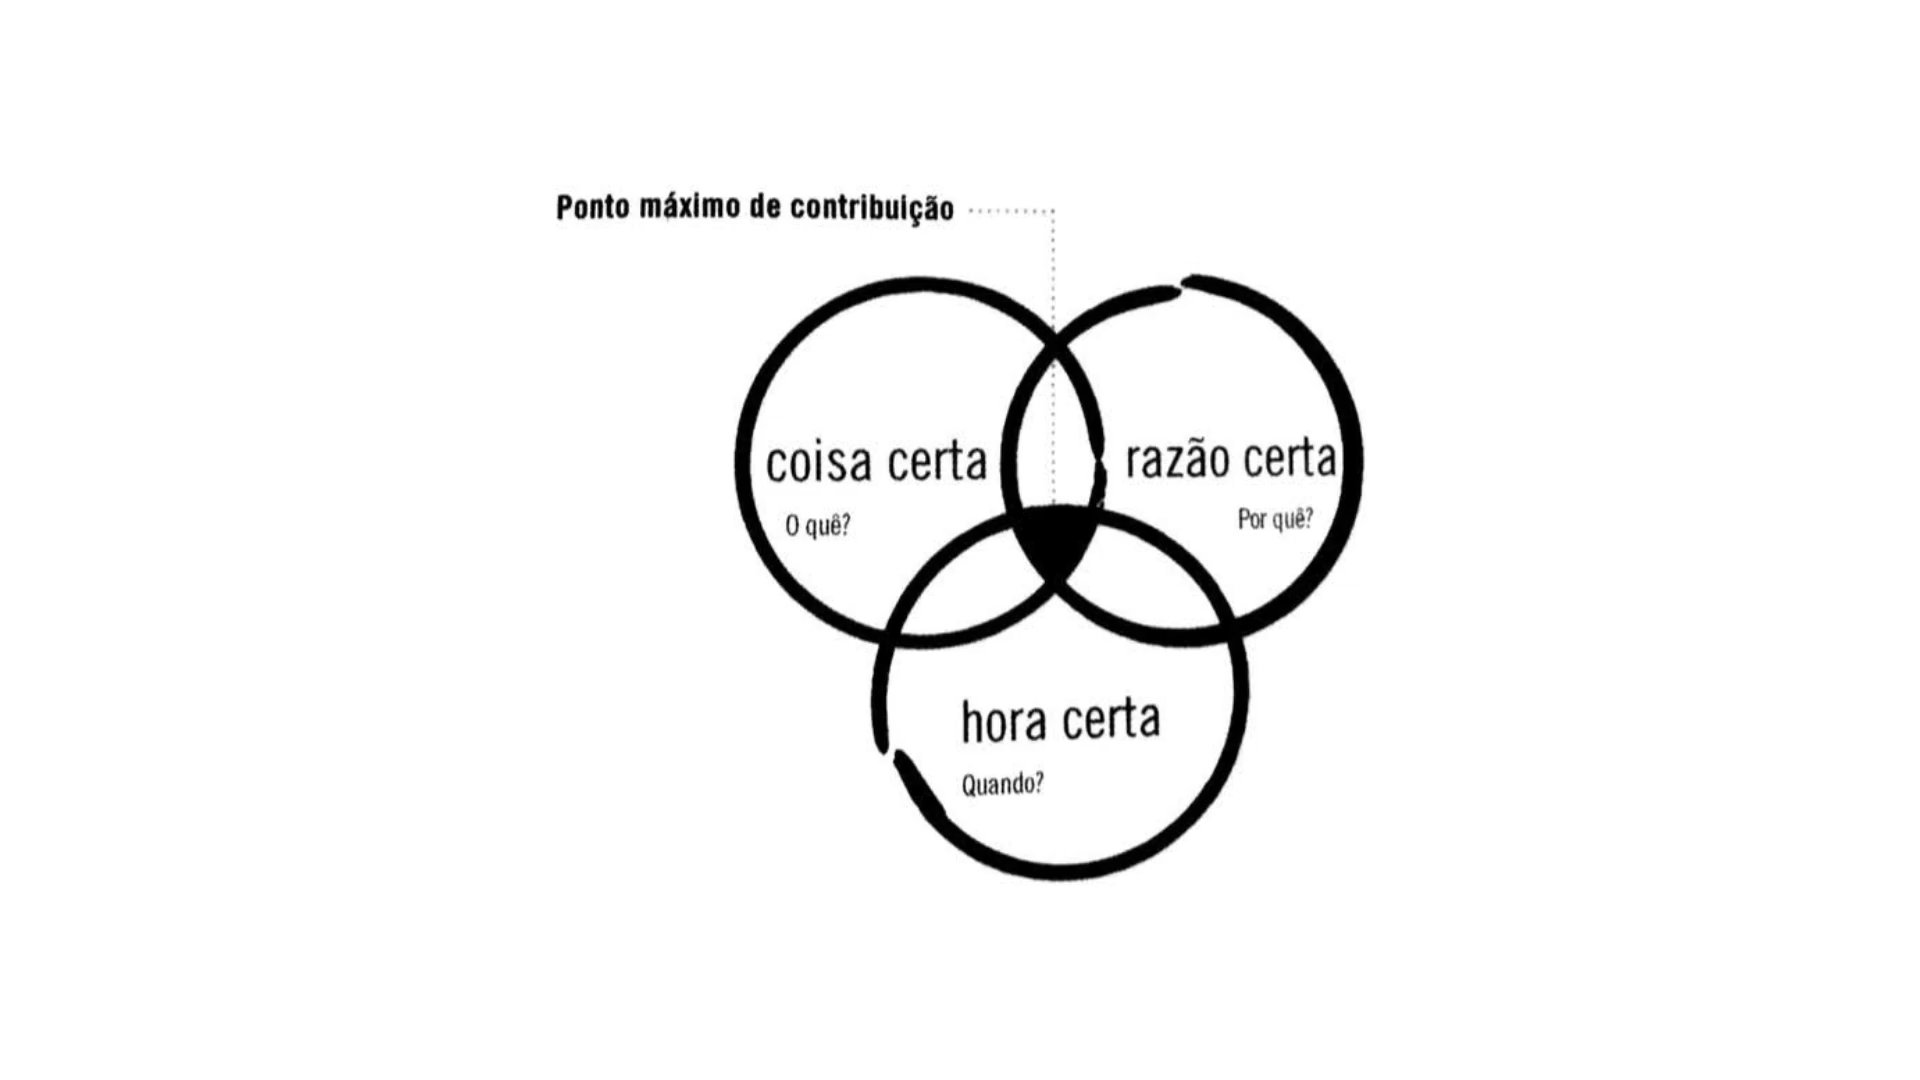 Ponto máximo de contribuição
coisa certa
O quê?
razão certa
Por quê?
hora certa
Quando?